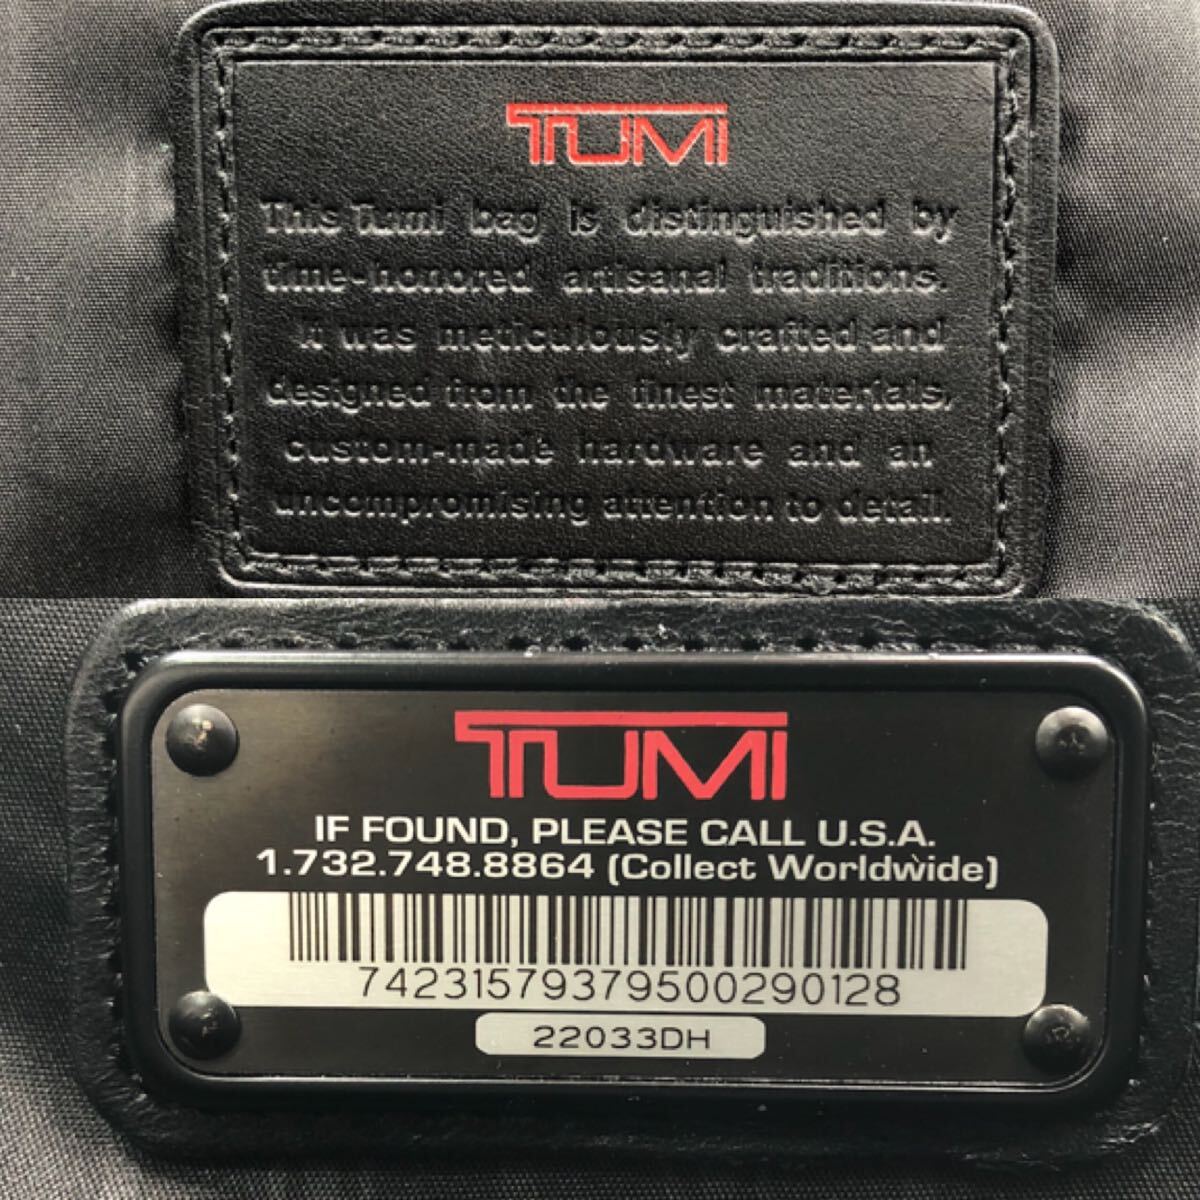 TUMI
This Tumi bag is distinguished by
time-honored artisanal traditions.
It was meticulously crafted and
designed from the finest materials,
custom-made hardware and an
uncompromising attention to detail.
TUMI
IF FOUND, PLEASE CALL U.S.A.
1.732.748.8864 (Collect Worldwide)
74231579379500290128
22033DH